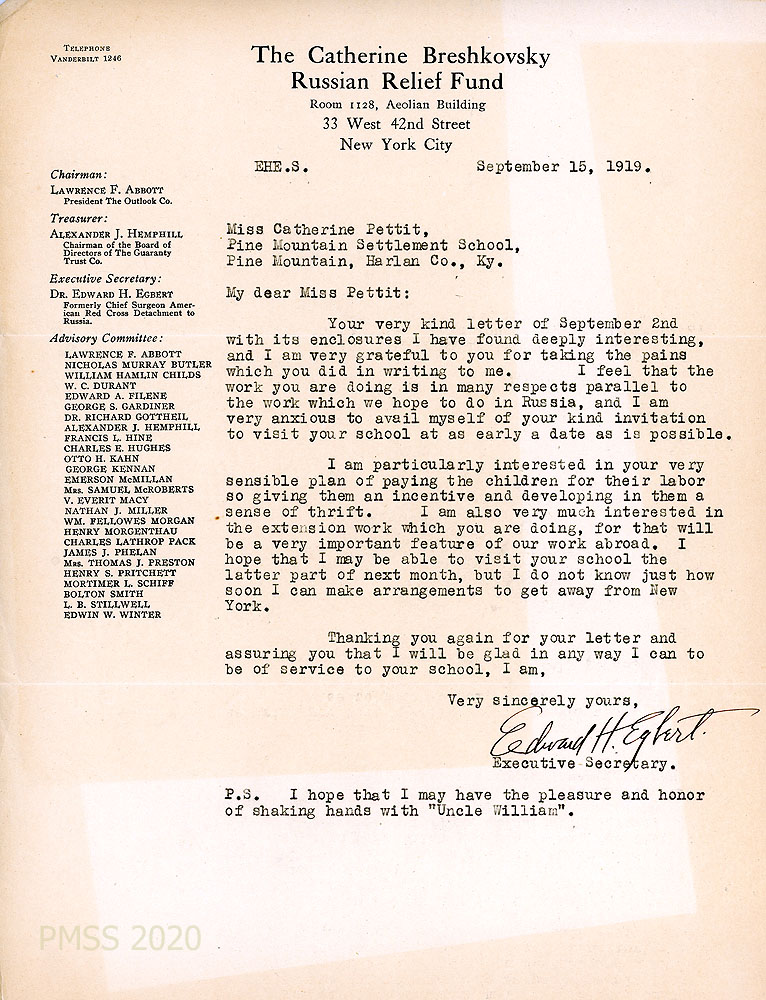 TELEPHONE
VANDERBILT 1246
The Catherine Breshkovsky
Russian Relief Fund
Room 1128, Aeolian Building
33 West 42nd Street
New York City
EHE.S. September 15, 1919.
Chairman:
LAWRENCE F. ABBOTT
President The Outlook Co.
Treasurer:
ALEXANDER J. HEMPHILL
Chairman of the Board of
Directors of The Guaranty
Trust Co.
Executive Secretary:
DR. EDWARD H. EGBERT
Formerly Chief Surgeon Amer-
ican Red Cross Detachment to
Russia.
Advisory Committee:
LAWRENCE F. ABBOTT
NICHOLAS MURRAY BUTLER
WILLIAM HAMLIN CHILDS
W. C. DURANT
EDWARD A. FILENE
GEORGE S. GARDINER
DR. RICHARD GOTTHEIL
ALEXANDER J. HEMPHILL
FRANCIS L. HINE
CHARLES E. HUGHES
OTTO H. KAHN
GEORGE KENNAN
EMERSON McMILLAN
Mrs. SAMUEL McROBERTS
V. EVERIT MACY
NATHAN J. MILLER
WM. FELLOWES MORGAN
HENRY MORGENTHAU
CHARLES LATHROP PACK
JAMES J. PHELAN
Mrs. THOMAS J. PRESTON
HENRY S. PRITCHETT
MORTIMER L. SCHIFF
BOLTON SMITH
L. B. STILLWELL
EDWIN W. WINTER
Miss Catherine Pettit,
Pine Mountain Settlement School,
Pine Mountain, Harlan Co., Ky.
My dear Miss Pettit:
Your very kind letter of September 2nd
with its enclosures I have found deeply interesting,
and I am very grateful to you for taking the pains
which you did in writing to me. I feel that the
work you are doing is in many respects parallel to
the work which we hope to do in Russia, and I am
very anxious to avail myself of your kind invitation
to visit your school at as early a date as is possible.
I am particularly interested in your very
sensible plan of paying the children for their labor
so giving them an incentive and developing in them a
sense of thrift. I am also very much interested in
the extension work which you are doing, for that will
be a very important feature of our work abroad. I
hope that I may be able to visit your school the
latter part of next month, but I do not know just how
soon I can make arrangements to get away from New
York.
Thanking you again for your letter and
assuring you that I will be glad in any way I can to
be of service to your school, I am,
Very sincerely yours,
Edward H. Egbert.
Executive Secretary.
P.S. I hope that I may have the pleasure and honor
of shaking hands with "Uncle William".
PMSS 2020